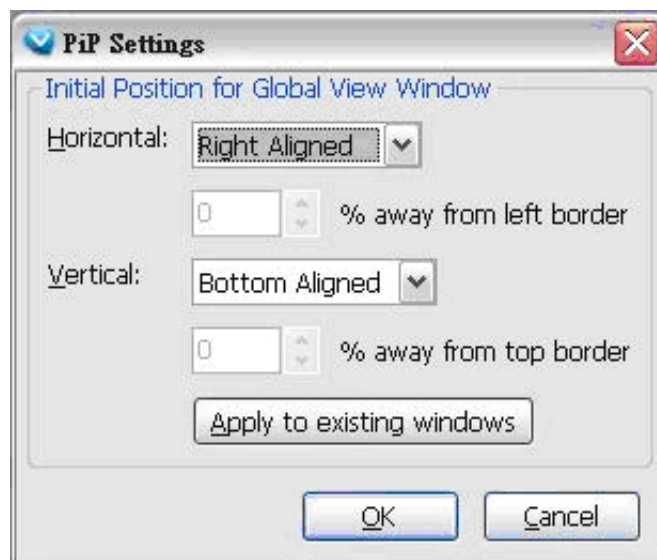 PiP Settings
Initial Position for Global View Window
Horizontal: Right Aligned
0 % away from left border
Vertical: Bottom Aligned
0 % away from top border
Apply to existing windows
OK Cancel